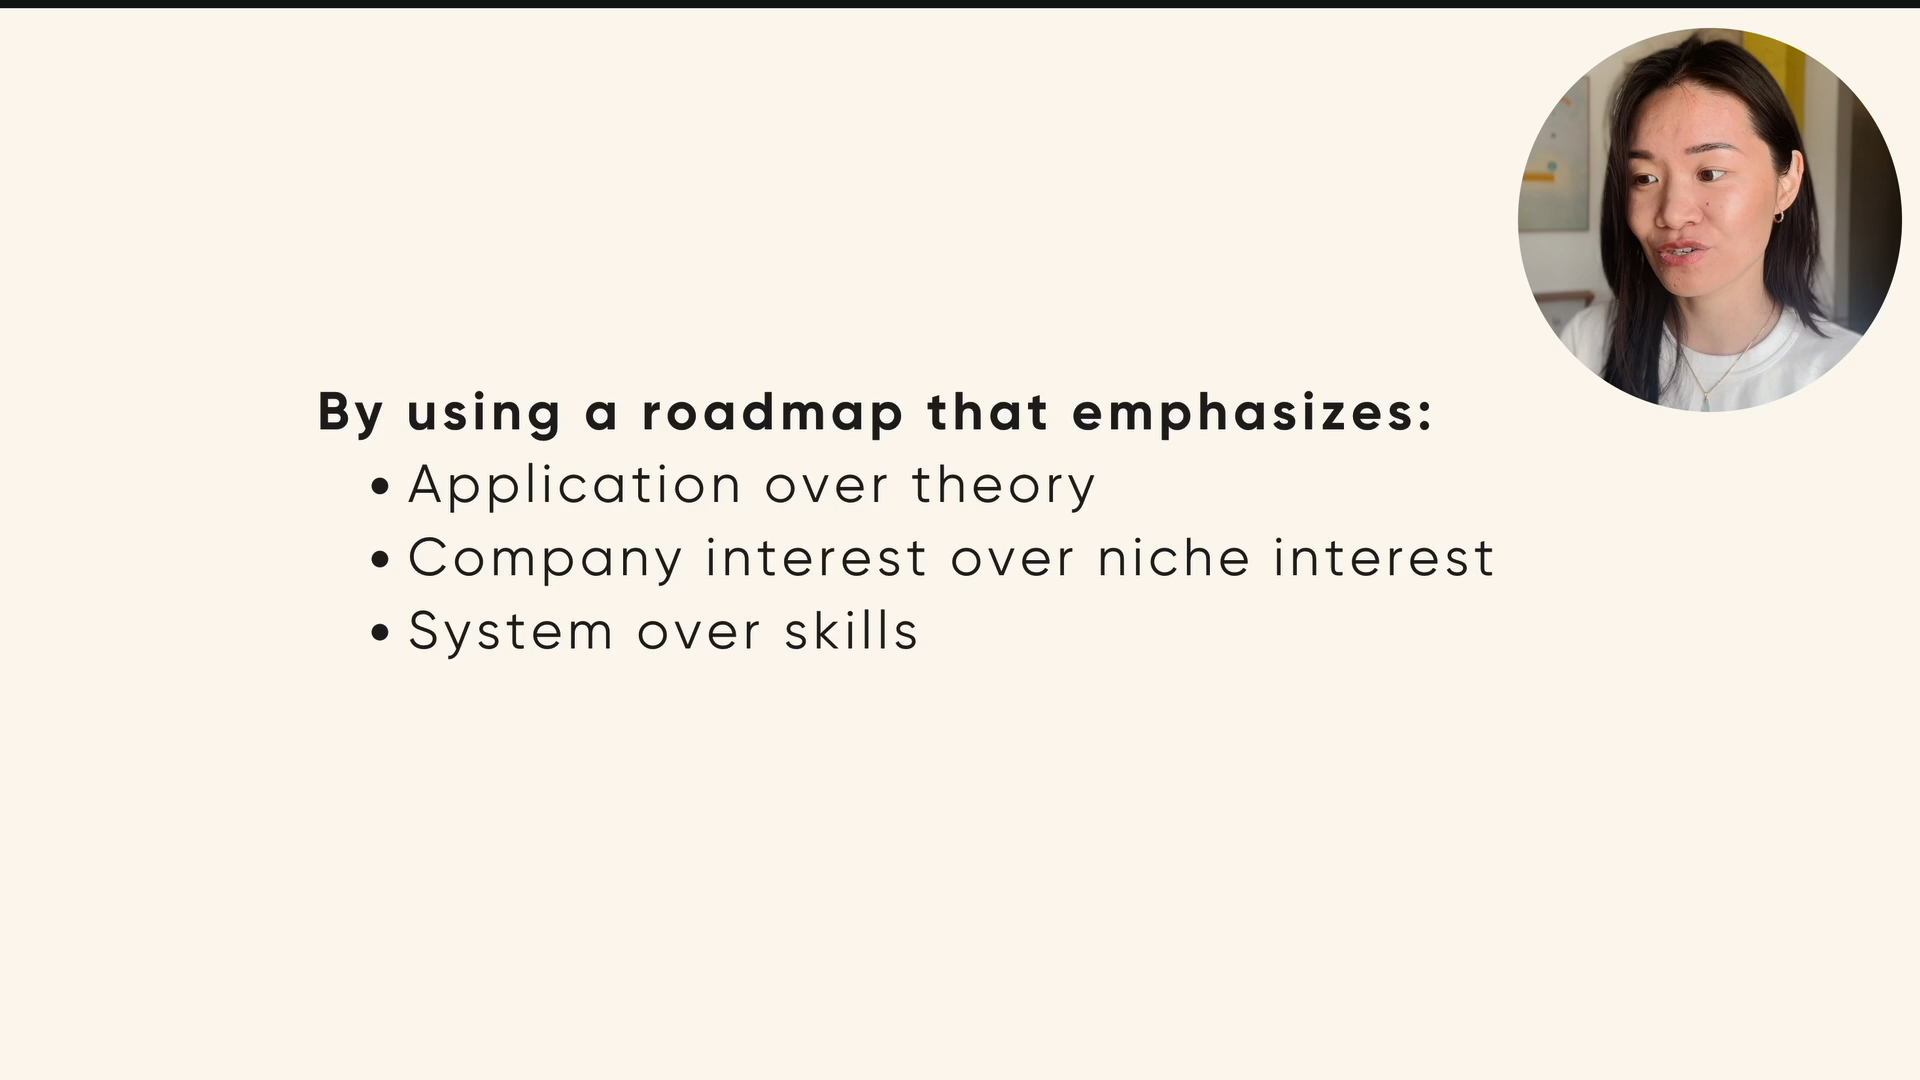 By using a roadmap that emphasizes:
• Application over theory
• Company interest over niche interest
• System over skills